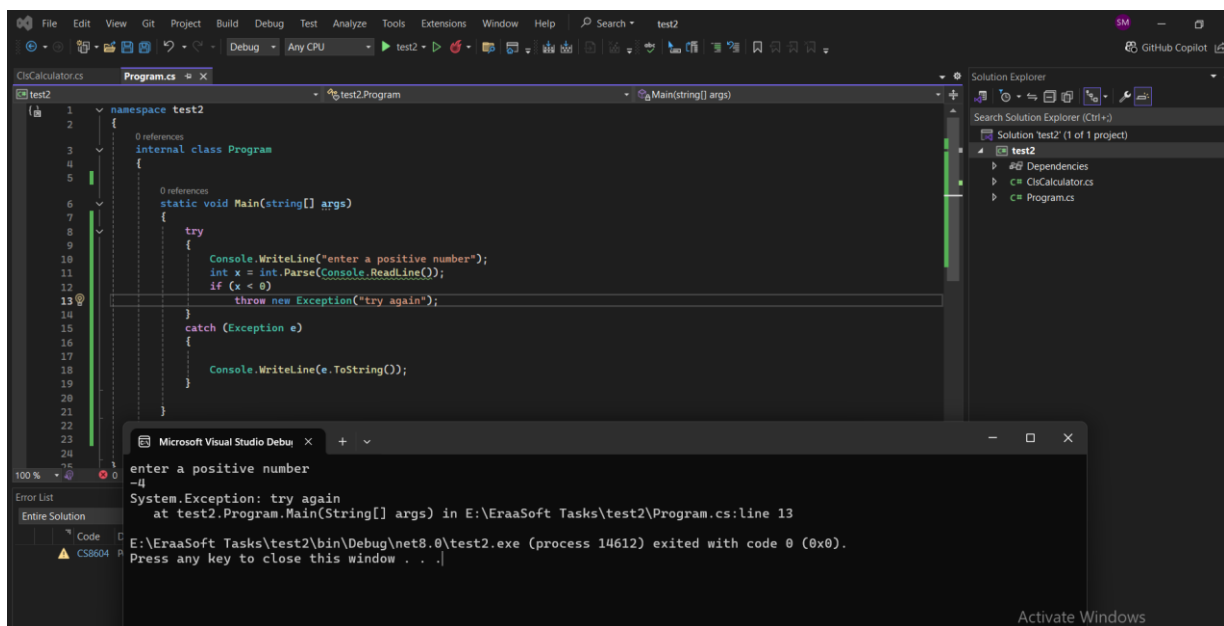 File Edit View Git Project Build Debug Test Analyze Tools Extensions Window Help Search test2 SM
Debug Any CPU test2 GitHub Copilot
ClsCalculator.cs Program.cs
test2 test2.Program Main(string[] args)
1 namespace test2
2 {
0 references
3 internal class Program
4 {
5
0 references
6 static void Main(string[] args)
7 {
8 try
9 {
10 Console.WriteLine("enter a positive number");
11 int x = int.Parse(Console.ReadLine());
12 if (x < 0)
13 throw new Exception("try again");
14 }
15 catch (Exception e)
16 {
17
18 Console.WriteLine(e.ToString());
19 }
20
21 }
22
23
24
25 }
100 % 0
Error List
Entire Solution
Code
CS8604
Solution Explorer
Search Solution Explorer (Ctrl+;)
Solution 'test2' (1 of 1 project)
test2
Dependencies
C# ClsCalculator.cs
C# Program.cs
Microsoft Visual Studio Debu
enter a positive number
-4
System.Exception: try again
at test2.Program.Main(String[] args) in E:\EraaSoft Tasks\test2\Program.cs:line 13
E:\EraaSoft Tasks\test2\bin\Debug\net8.0\test2.exe (process 14612) exited with code 0 (0x0).
Press any key to close this window . . .
Activate Windows